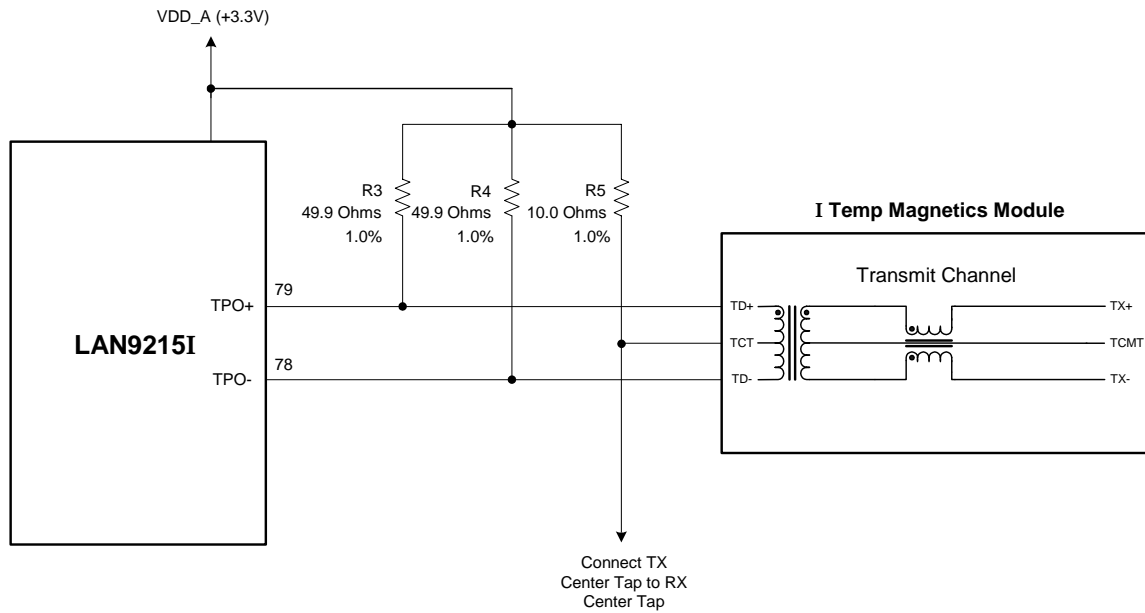 VDD_A (+3.3V)
R3
49.9 Ohms
1.0%
R4
49.9 Ohms
1.0%
R5
10.0 Ohms
1.0%
I Temp Magnetics Module
Transmit Channel
LAN9215I
TPO+
79
TPO-
78
TD+
TCT
TD-
TX+
TCMT
TX-
Connect TX
Center Tap to RX
Center Tap